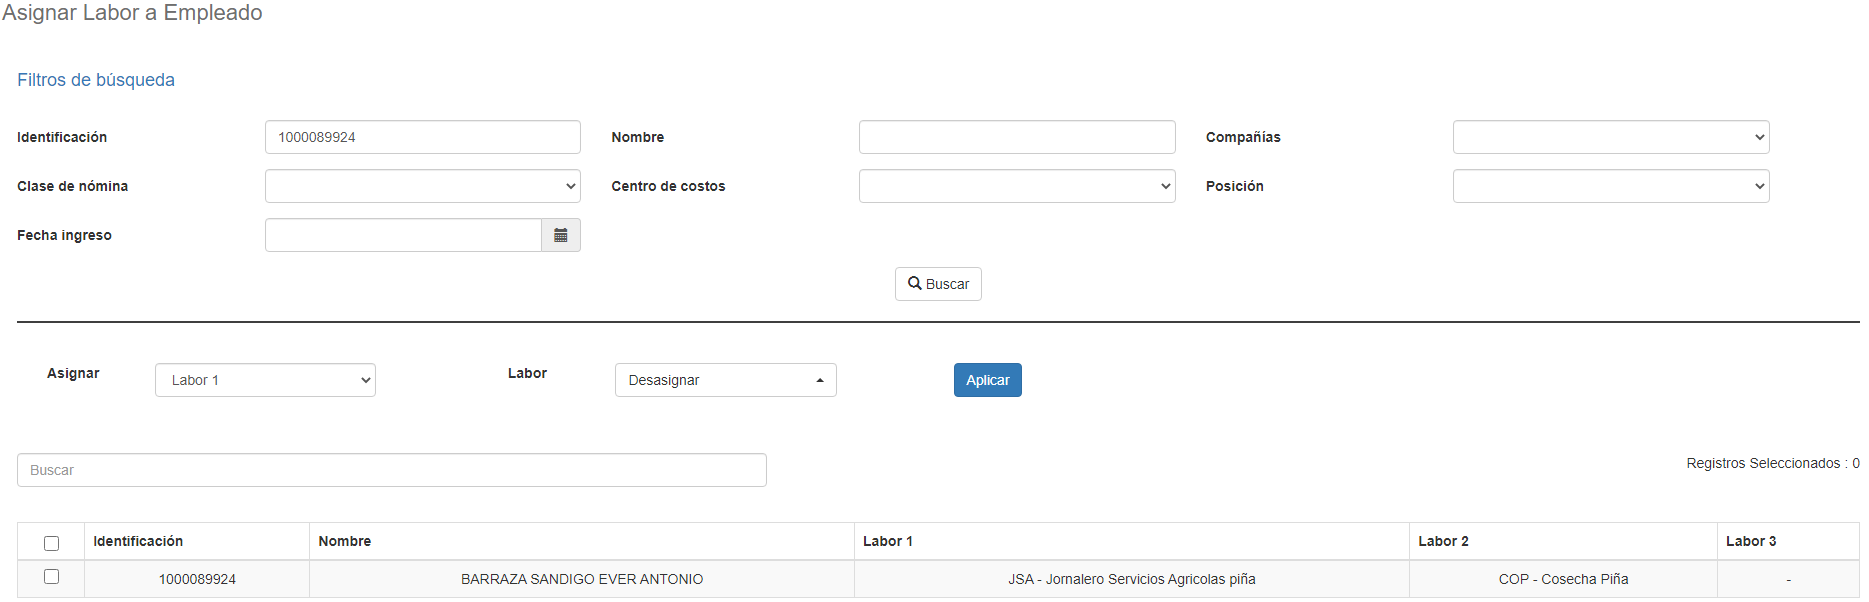 Asignar Labor a Empleado
Filtros de búsqueda
Identificación 1000089924 Nombre Compañías
Clase de nómina Centro de costos Posición
Fecha ingreso
Buscar
Asignar Labor 1 Labor Desasignar Aplicar
Buscar Registros Seleccionados : 0
Identificación Nombre Labor 1 Labor 2 Labor 3
1000089924 BARRAZA SANDIGO EVER ANTONIO JSA - Jornalero Servicios Agricolas piña COP - Cosecha Piña -